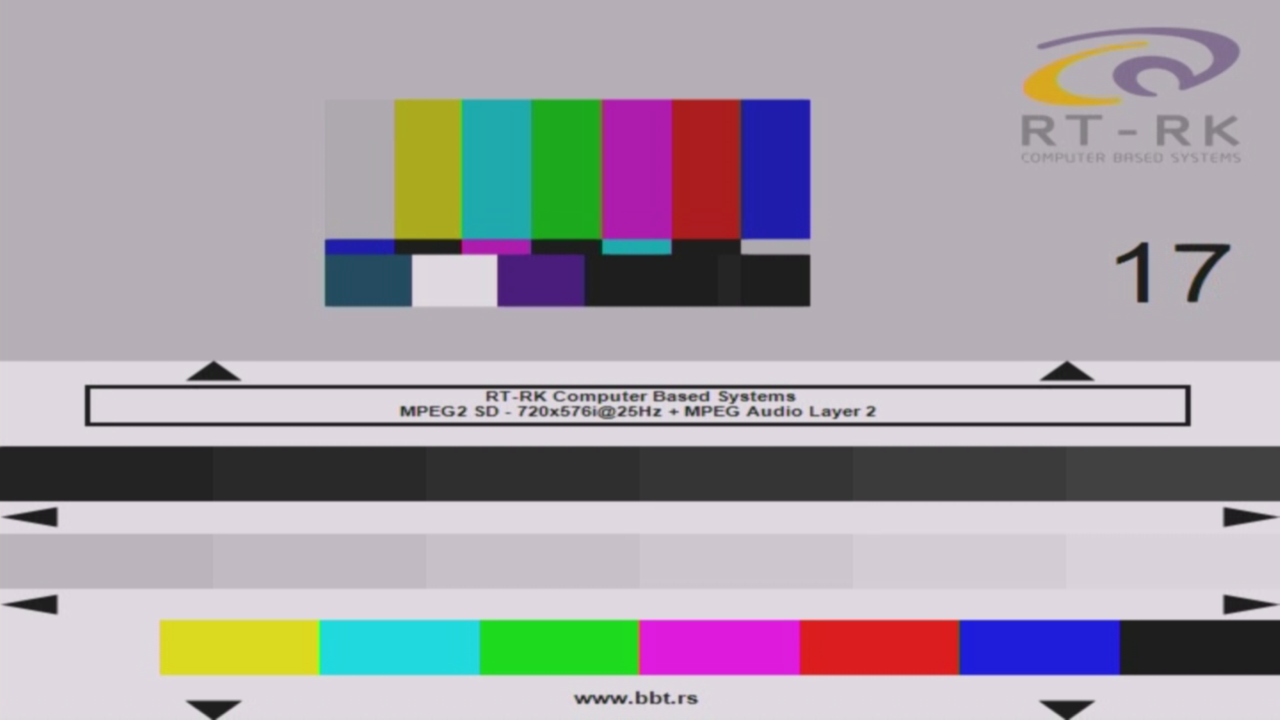 RT-RK
COMPUTER BASED SYSTEMS
17
RT-RK Computer Based Systems
MPEG2 SD - 720x576i@25Hz + MPEG Audio Layer 2
www.bbt.rs